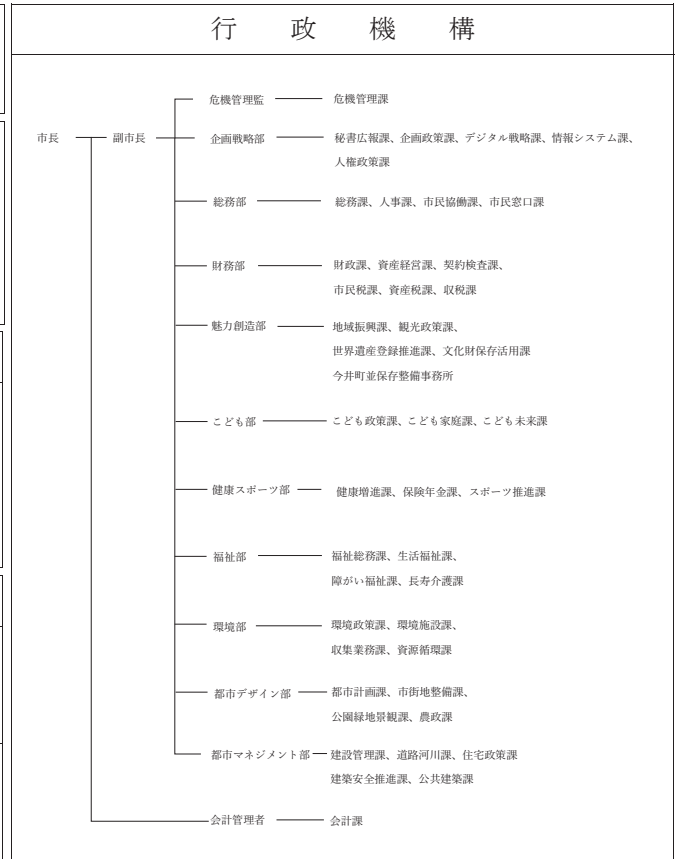 行政機構
危機管理監 危機管理課
市長 副市長 企画戦略部 秘書広報課、企画政策課、デジタル戦略課、情報システム課、
人権政策課
総務部 総務課、人事課、市民協働課、市民窓口課
財務部 財政課、資産経営課、契約検査課、
市民税課、資産税課、収税課
魅力創造部 地域振興課、観光政策課、
世界遺産登録推進課、文化財保存活用課
今井町並保存整備事務所
こども部 こども政策課、こども家庭課、こども未来課
健康スポーツ部 健康増進課、保険年金課、スポーツ推進課
福祉部 福祉総務課、生活福祉課、
障がい福祉課、長寿介護課
環境部 環境政策課、環境施設課、
収集業務課、資源循環課
都市デザイン部 都市計画課、市街地整備課、
公園緑地景観課、農政課
都市マネジメント部 建設管理課、道路河川課、住宅政策課
建築安全推進課、公共建築課
会計管理者 会計課